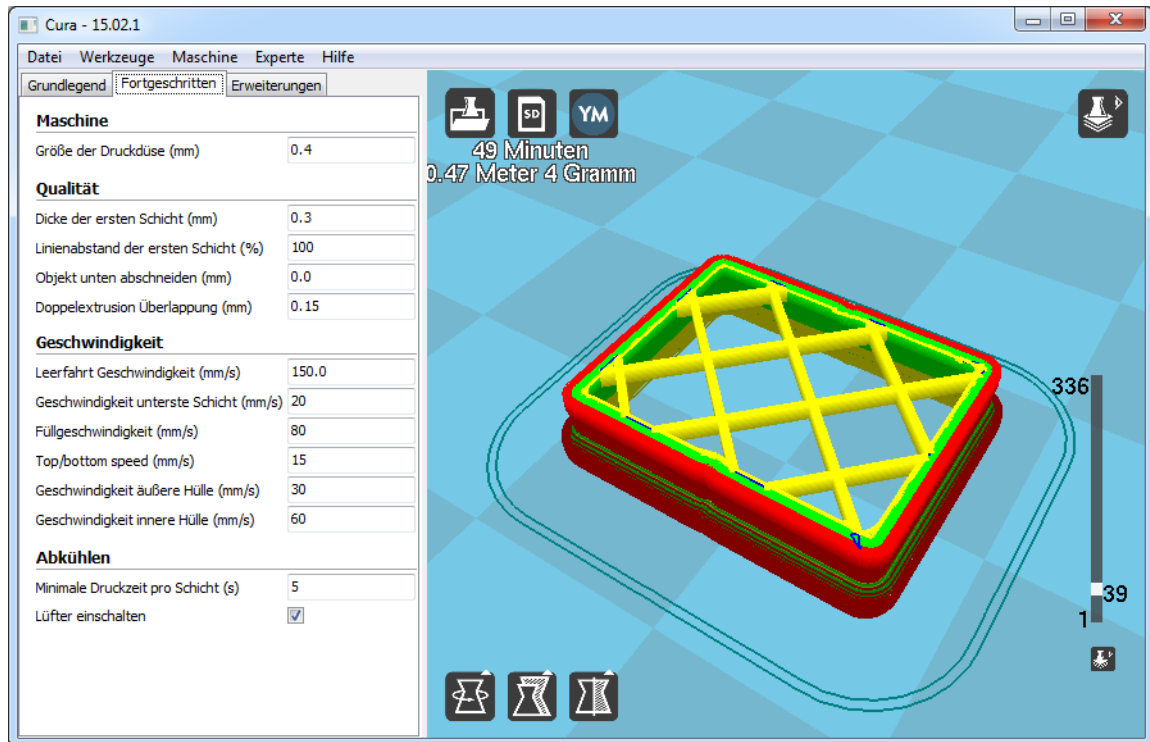 Cura - 15.02.1
Datei Werkzeuge Maschine Experte Hilfe
Grundlegend Fortgeschritten Erweiterungen
Maschine
Größe der Druckdüse (mm) 0.4
Qualität
Dicke der ersten Schicht (mm) 0.3
Linienabstand der ersten Schicht (%) 100
Objekt unten abschneiden (mm) 0.0
Doppelextrusion Überlappung (mm) 0.15
Geschwindigkeit
Leerfahrt Geschwindigkeit (mm/s) 150.0
Geschwindigkeit unterste Schicht (mm/s) 20
Füllgeschwindigkeit (mm/s) 80
Top/bottom speed (mm/s) 15
Geschwindigkeit äußere Hülle (mm/s) 30
Geschwindigkeit innere Hülle (mm/s) 60
Abkühlen
Minimale Druckzeit pro Schicht (s) 5
Lüfter einschalten
SD YM
49 Minuten
0.47 Meter 4 Gramm
336
39
1